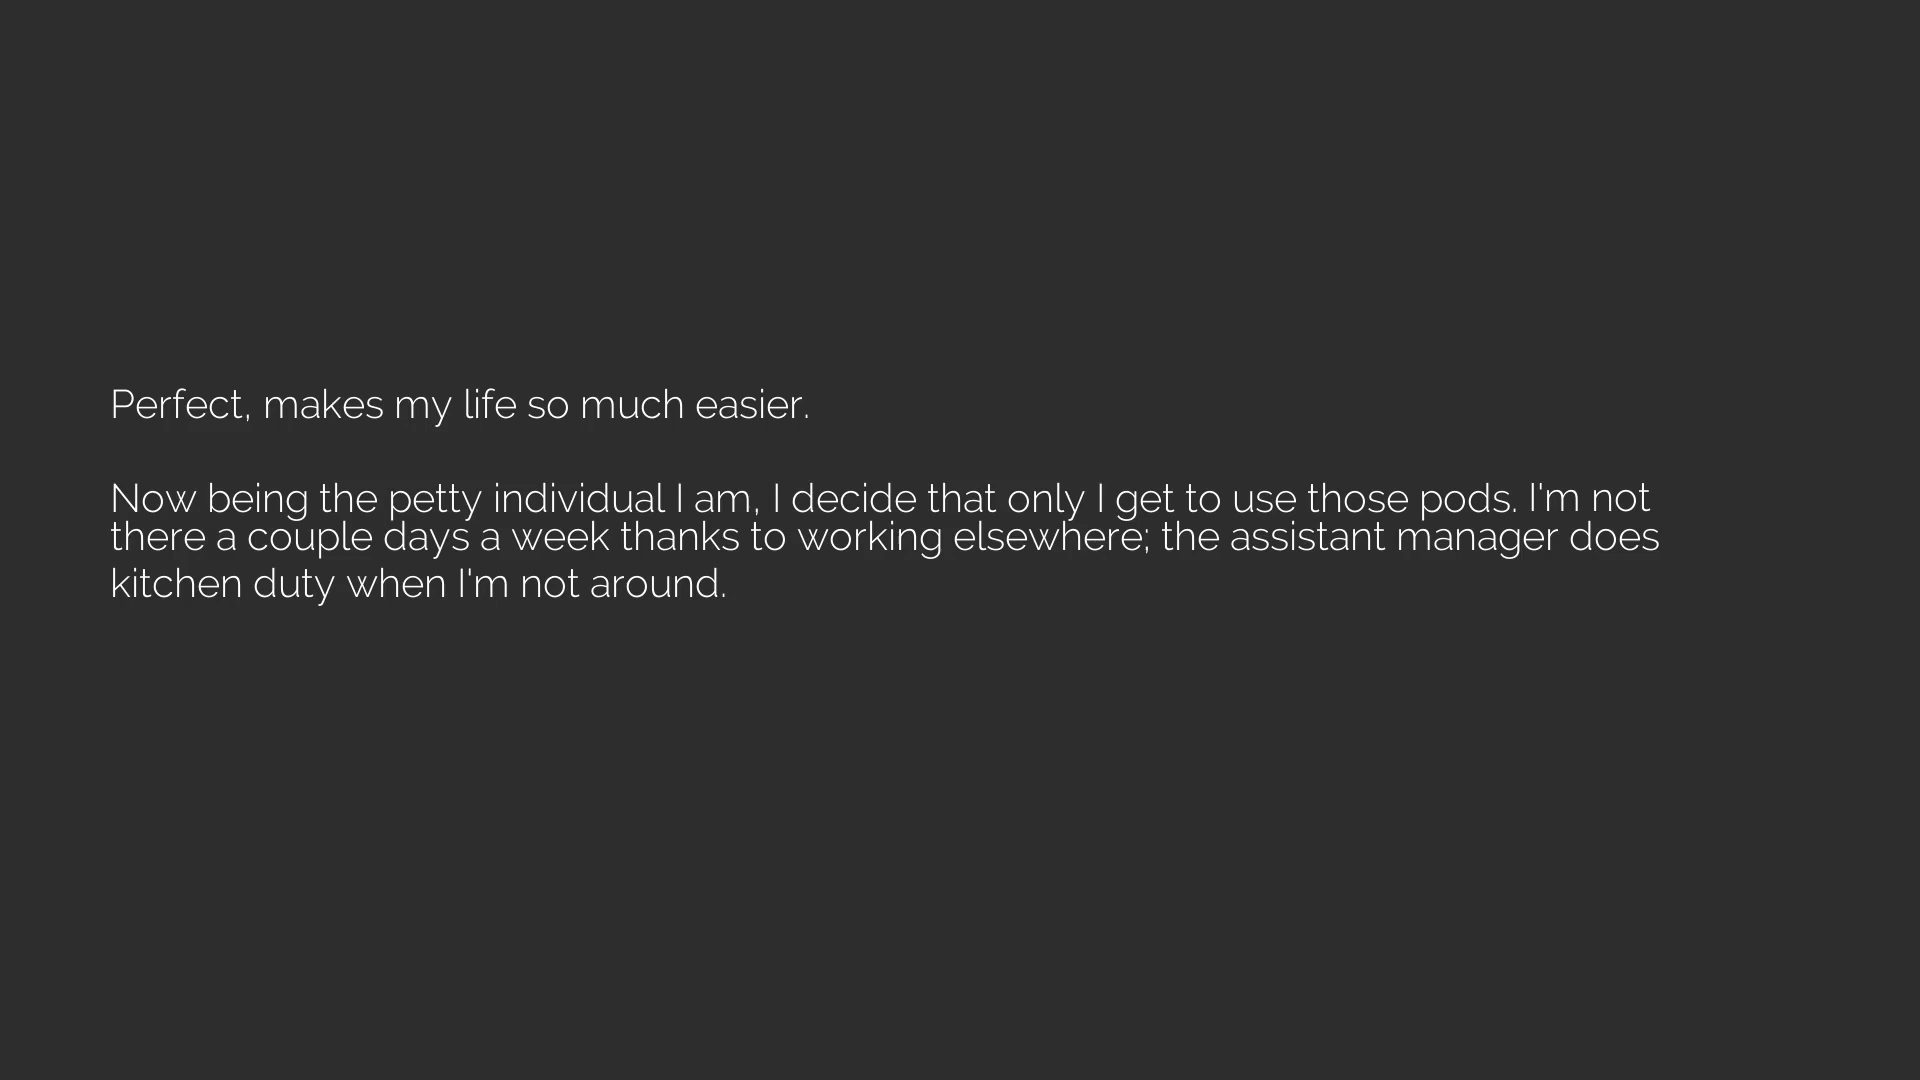 Perfect, makes my life so much easier.
Now being the petty individual I am, I decide that only I get to use those pods. I'm not
there a couple days a week thanks to working elsewhere; the assistant manager does
kitchen duty when I'm not around.